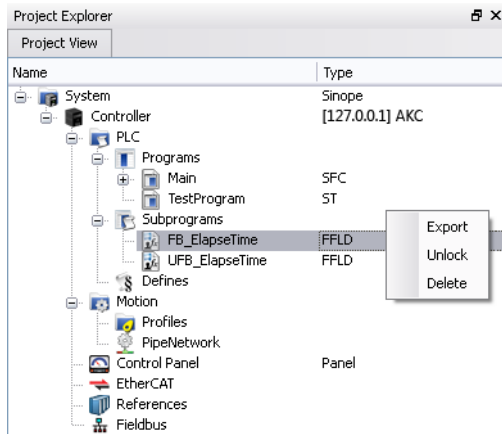 Project Explorer
Project View
Name Type
System Sinope
Controller [127.0.0.1] AKC
PLC
Programs
Main SFC
TestProgram ST
Subprograms
FB_ElapseTime FFLD
UFB_ElapseTime FFLD
Defines
Motion
Profiles
PipeNetwork
Control Panel Panel
EtherCAT
References
Fieldbus
Export
Unlock
Delete